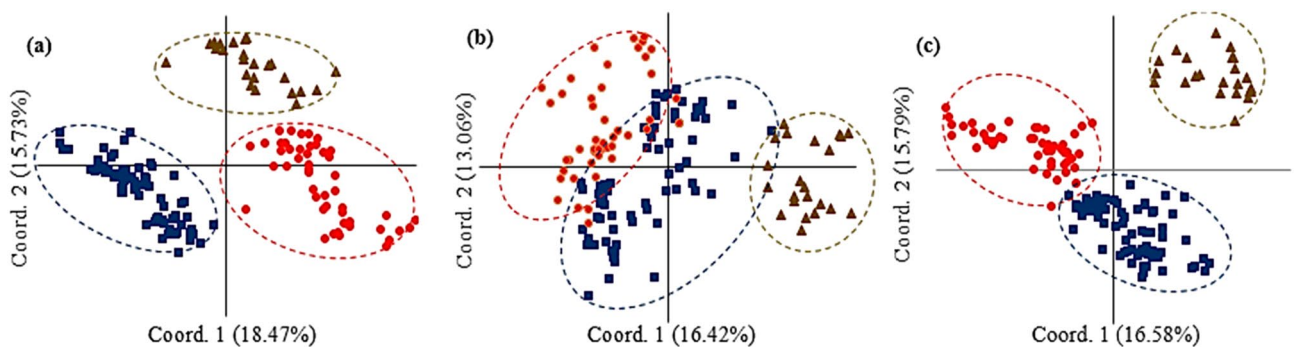 (a)
Coord. 2 (15.73%)
Coord. 1 (18.47%)
(b)
Coord. 2 (13.06%)
Coord. 1 (16.42%)
(c)
Coord. 2 (15.79%)
Coord. 1 (16.58%)